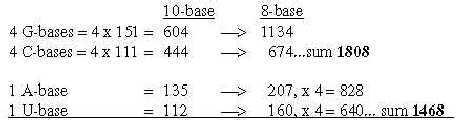 10-base 8-base
4 G-bases = 4 x 151 = 604 —> 1134
4 C-bases = 4 x 111 = 444 —> 674...sum 1808
1 A-base = 135 —> 207, x 4 = 828
1 U-base = 112 —> 160, x 4 = 640... sum 1468